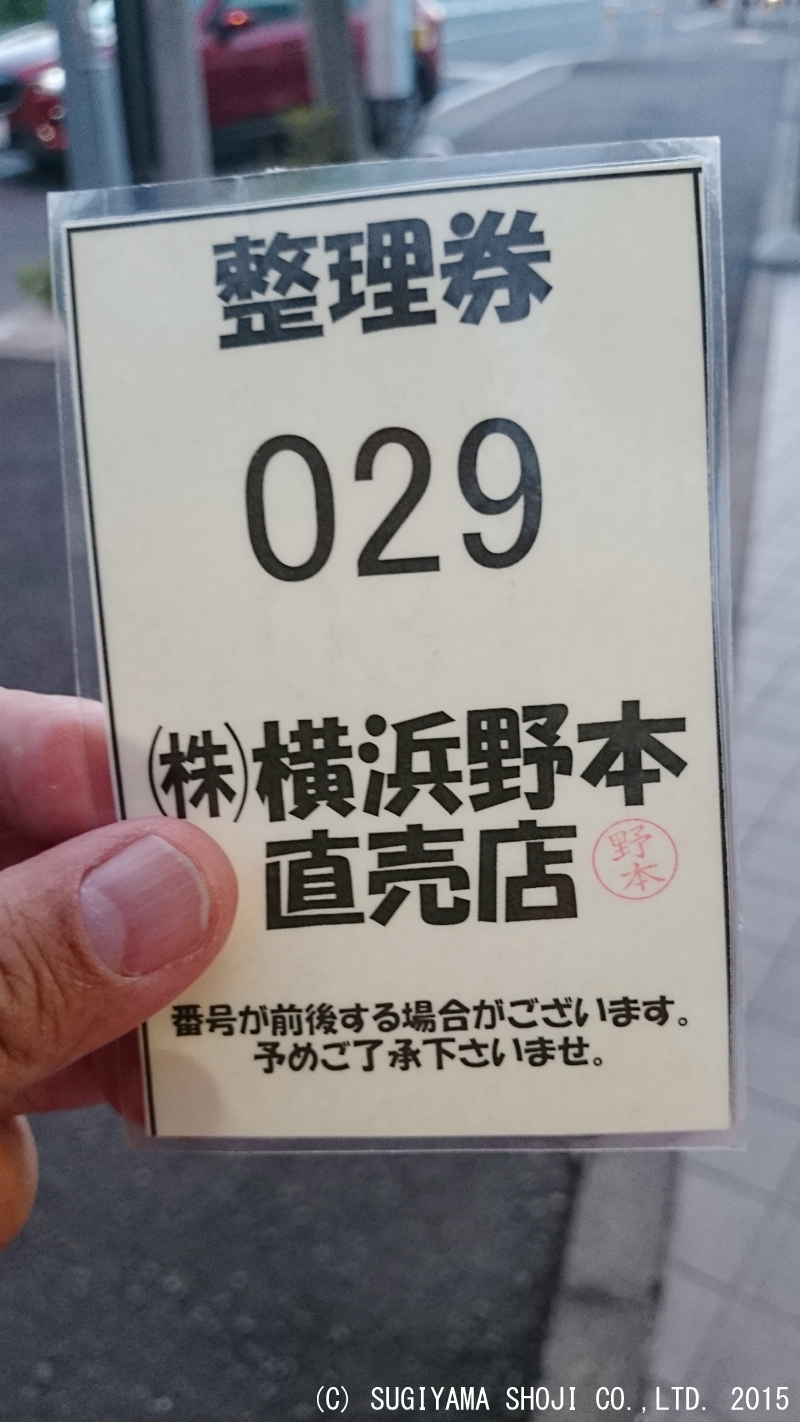 整理券
029
(株)横浜野本
直売店
野本
番号が前後する場合がございます。
予めご了承下さいませ。
(C) SUGIYAMA SHOJI CO.,LTD. 2015